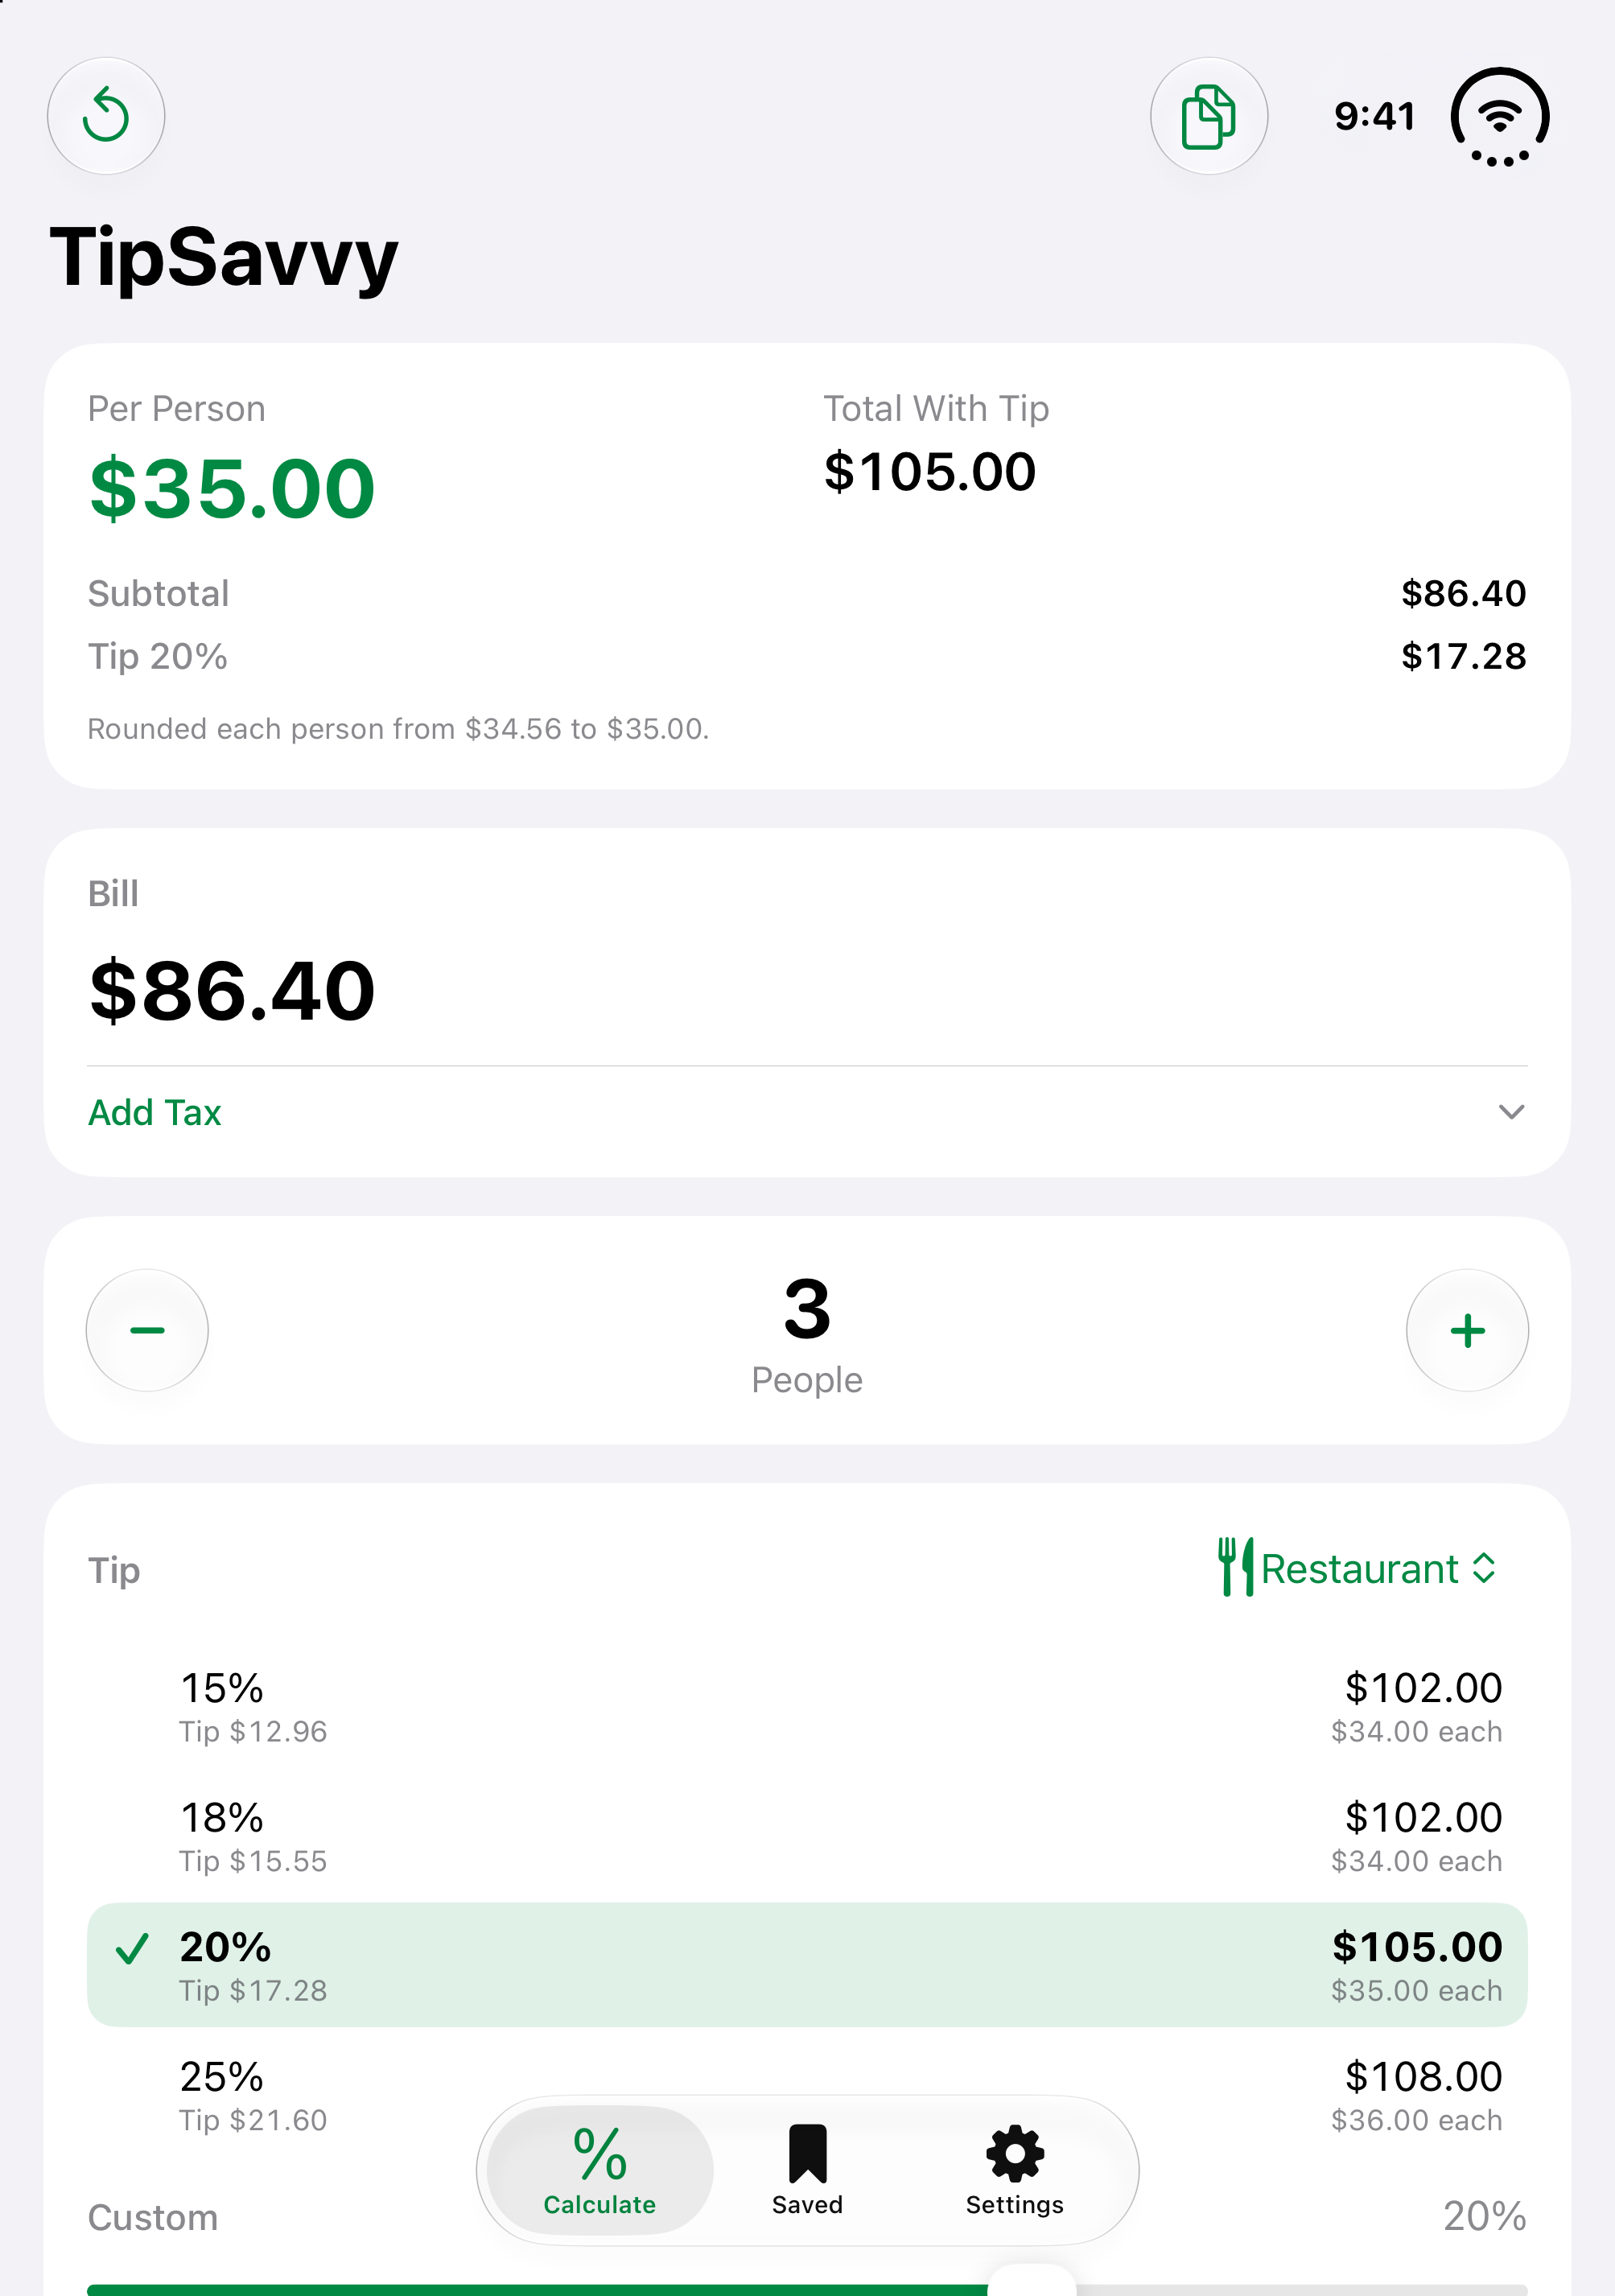 9:41
TipSavvy
Per Person
Total With Tip
$35.00
$105.00
Subtotal
$86.40
Tip 20%
$17.28
Rounded each person from $34.56 to $35.00.
Bill
$86.40
Add Tax
3
People
Tip
Restaurant
15%
$102.00
Tip $12.96
$34.00 each
18%
$102.00
Tip $15.55
$34.00 each
20%
$105.00
Tip $17.28
$35.00 each
25%
$108.00
Tip $21.60
$36.00 each
%
Calculate
Saved
Settings
Custom
20%